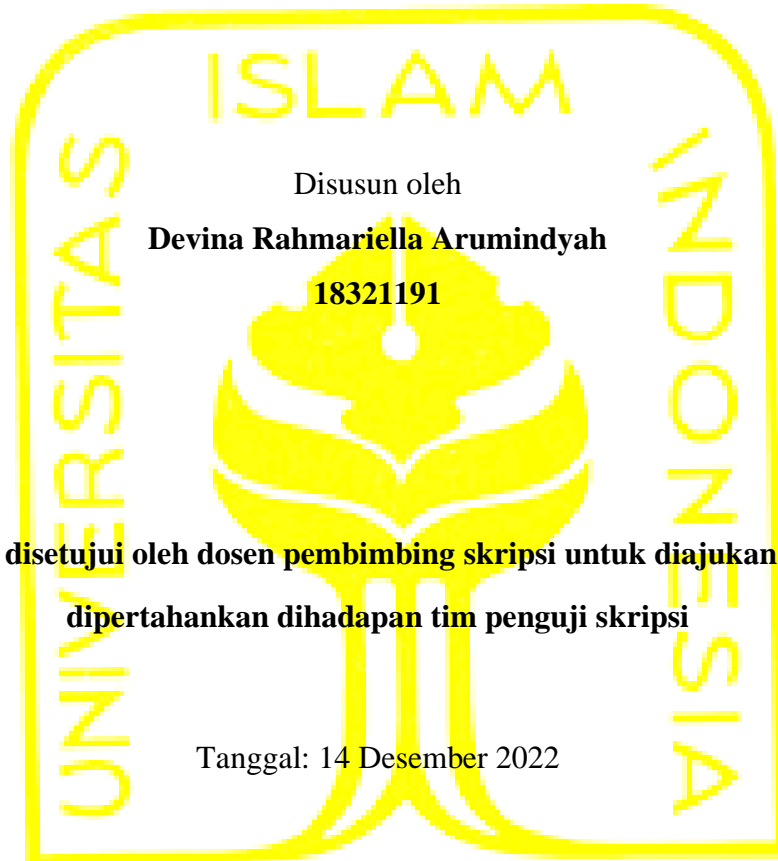 ISLAM
UNIVERSITAS
INDONESIA
Disusun oleh
Devina Rahmariella Arumindyah
18321191
disetujui oleh dosen pembimbing skripsi untuk diajukan
dipertahankan dihadapan tim penguji skripsi
Tanggal: 14 Desember 2022